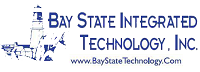 BAY STATE INTEGRATED
TECHNOLOGY, INC.
www.BayStateTechnology.Com